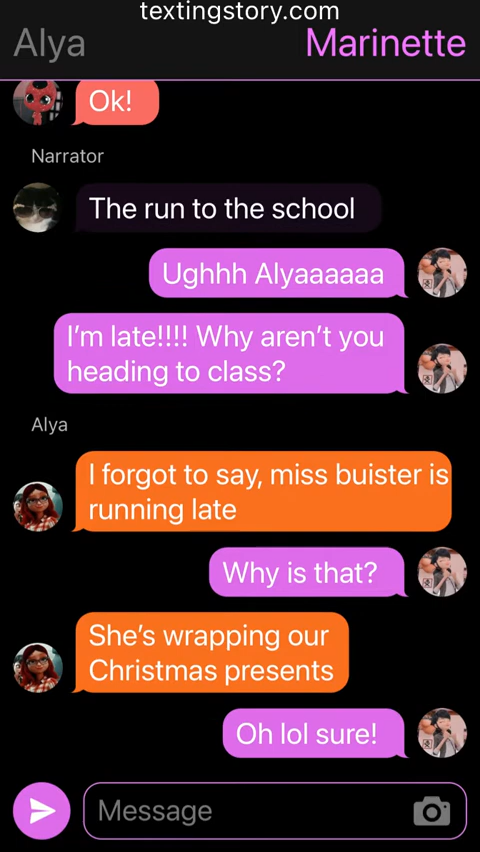 textingstory.com
Alya
Marinette
Ok!
Narrator
The run to the school
Ughhh Alyaaaaaa
I'm late!!!! Why aren't you
heading to class?
Alya
I forgot to say, miss buister is
running late
Why is that?
She's wrapping our
Christmas presents
Oh lol sure!
Message